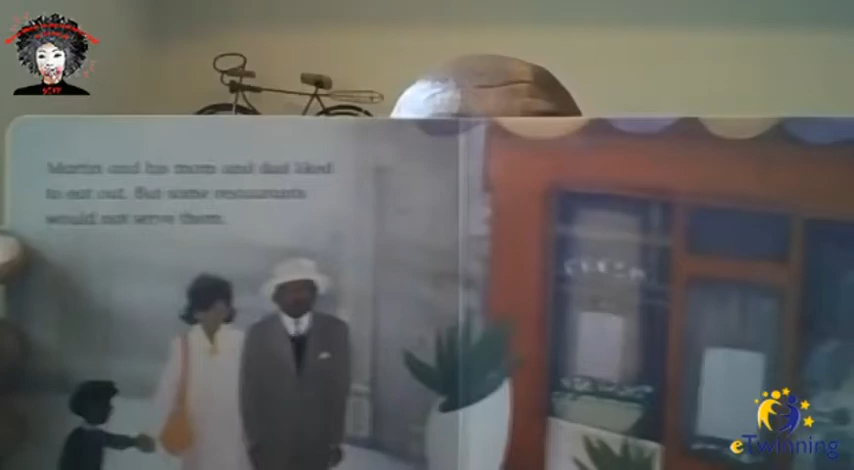 Martin and his mom and dad liked
to eat out. But some restaurants
would not serve them.
eTwinning